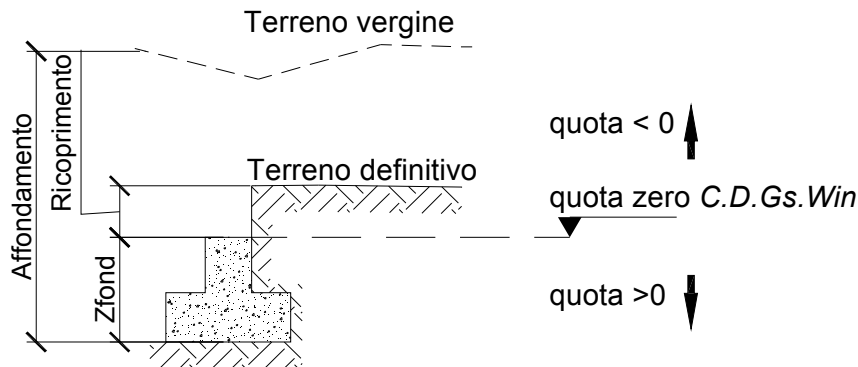 Terreno vergine
Affondamento
Ricoprimento
quota < 0
Terreno definitivo
quota zero C.D.Gs.Win
Zfond
quota >0